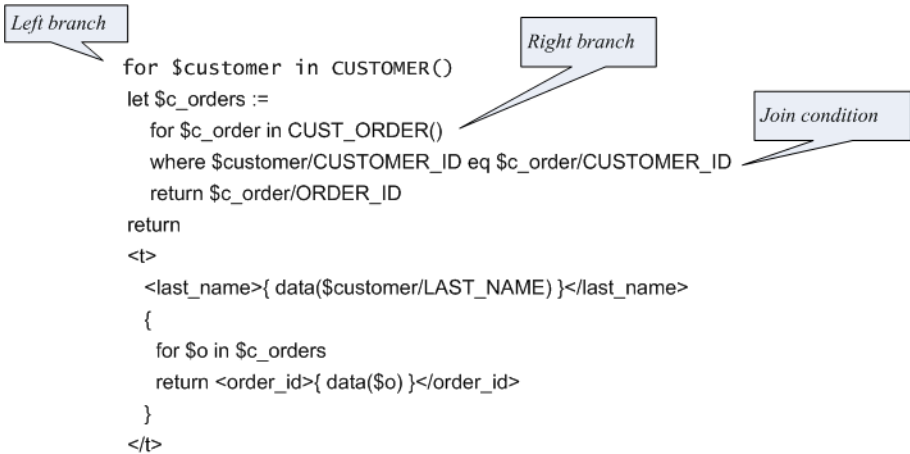 Left branch
Right branch
for $customer in CUSTOMER()
let $c_orders :=
Join condition
for $c_order in CUST_ORDER()
where $customer/CUSTOMER_ID eq $c_order/CUSTOMER_ID
return $c_order/ORDER_ID
return
<t>
<last_name>{ data($customer/LAST_NAME) }</last_name>
{
for $o in $c_orders
return <order_id>{ data($o) }</order_id>
}
</t>